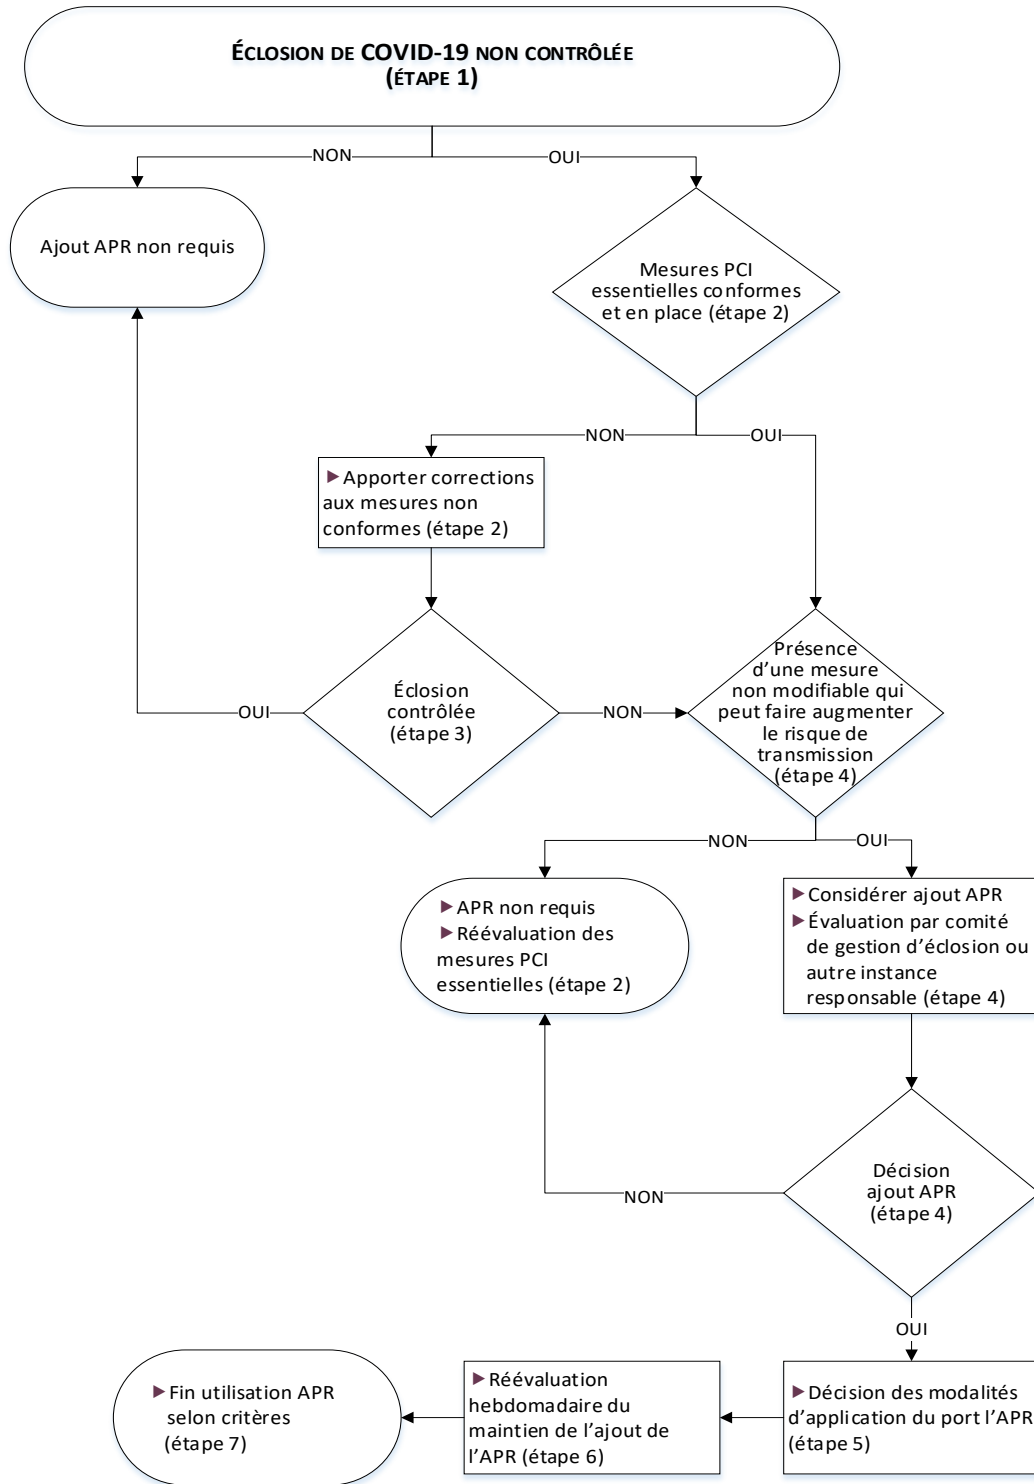 ÉCLOSION DE COVID-19 NON CONTRÔLÉE
(ÉTAPE 1)
NON
OUI
Ajout APR non requis
Mesures PCI
essentielles conformes
et en place (étape 2)
NON
OUI
►Apporter corrections
aux mesures non
conformes (étape 2)
Éclosion
contrôlée
(étape 3)
OUI
NON
Présence
d'une mesure
non modifiable qui
peut faire augmenter
le risque de
transmission
(étape 4)
NON
OUI
►APR non requis
►Réévaluation des
mesures PCI
essentielles (étape 2)
►Considérer ajout APR
►Évaluation par comité
de gestion d'éclosion ou
autre instance
responsable (étape 4)
Décision
ajout APR
(étape 4)
NON
OUI
►Décision des modalités
d'application du port l'APR
(étape 5)
►Réévaluation
hebdomadaire du
maintien de l'ajout de
l'APR (étape 6)
►Fin utilisation APR
selon critères
(étape 7)